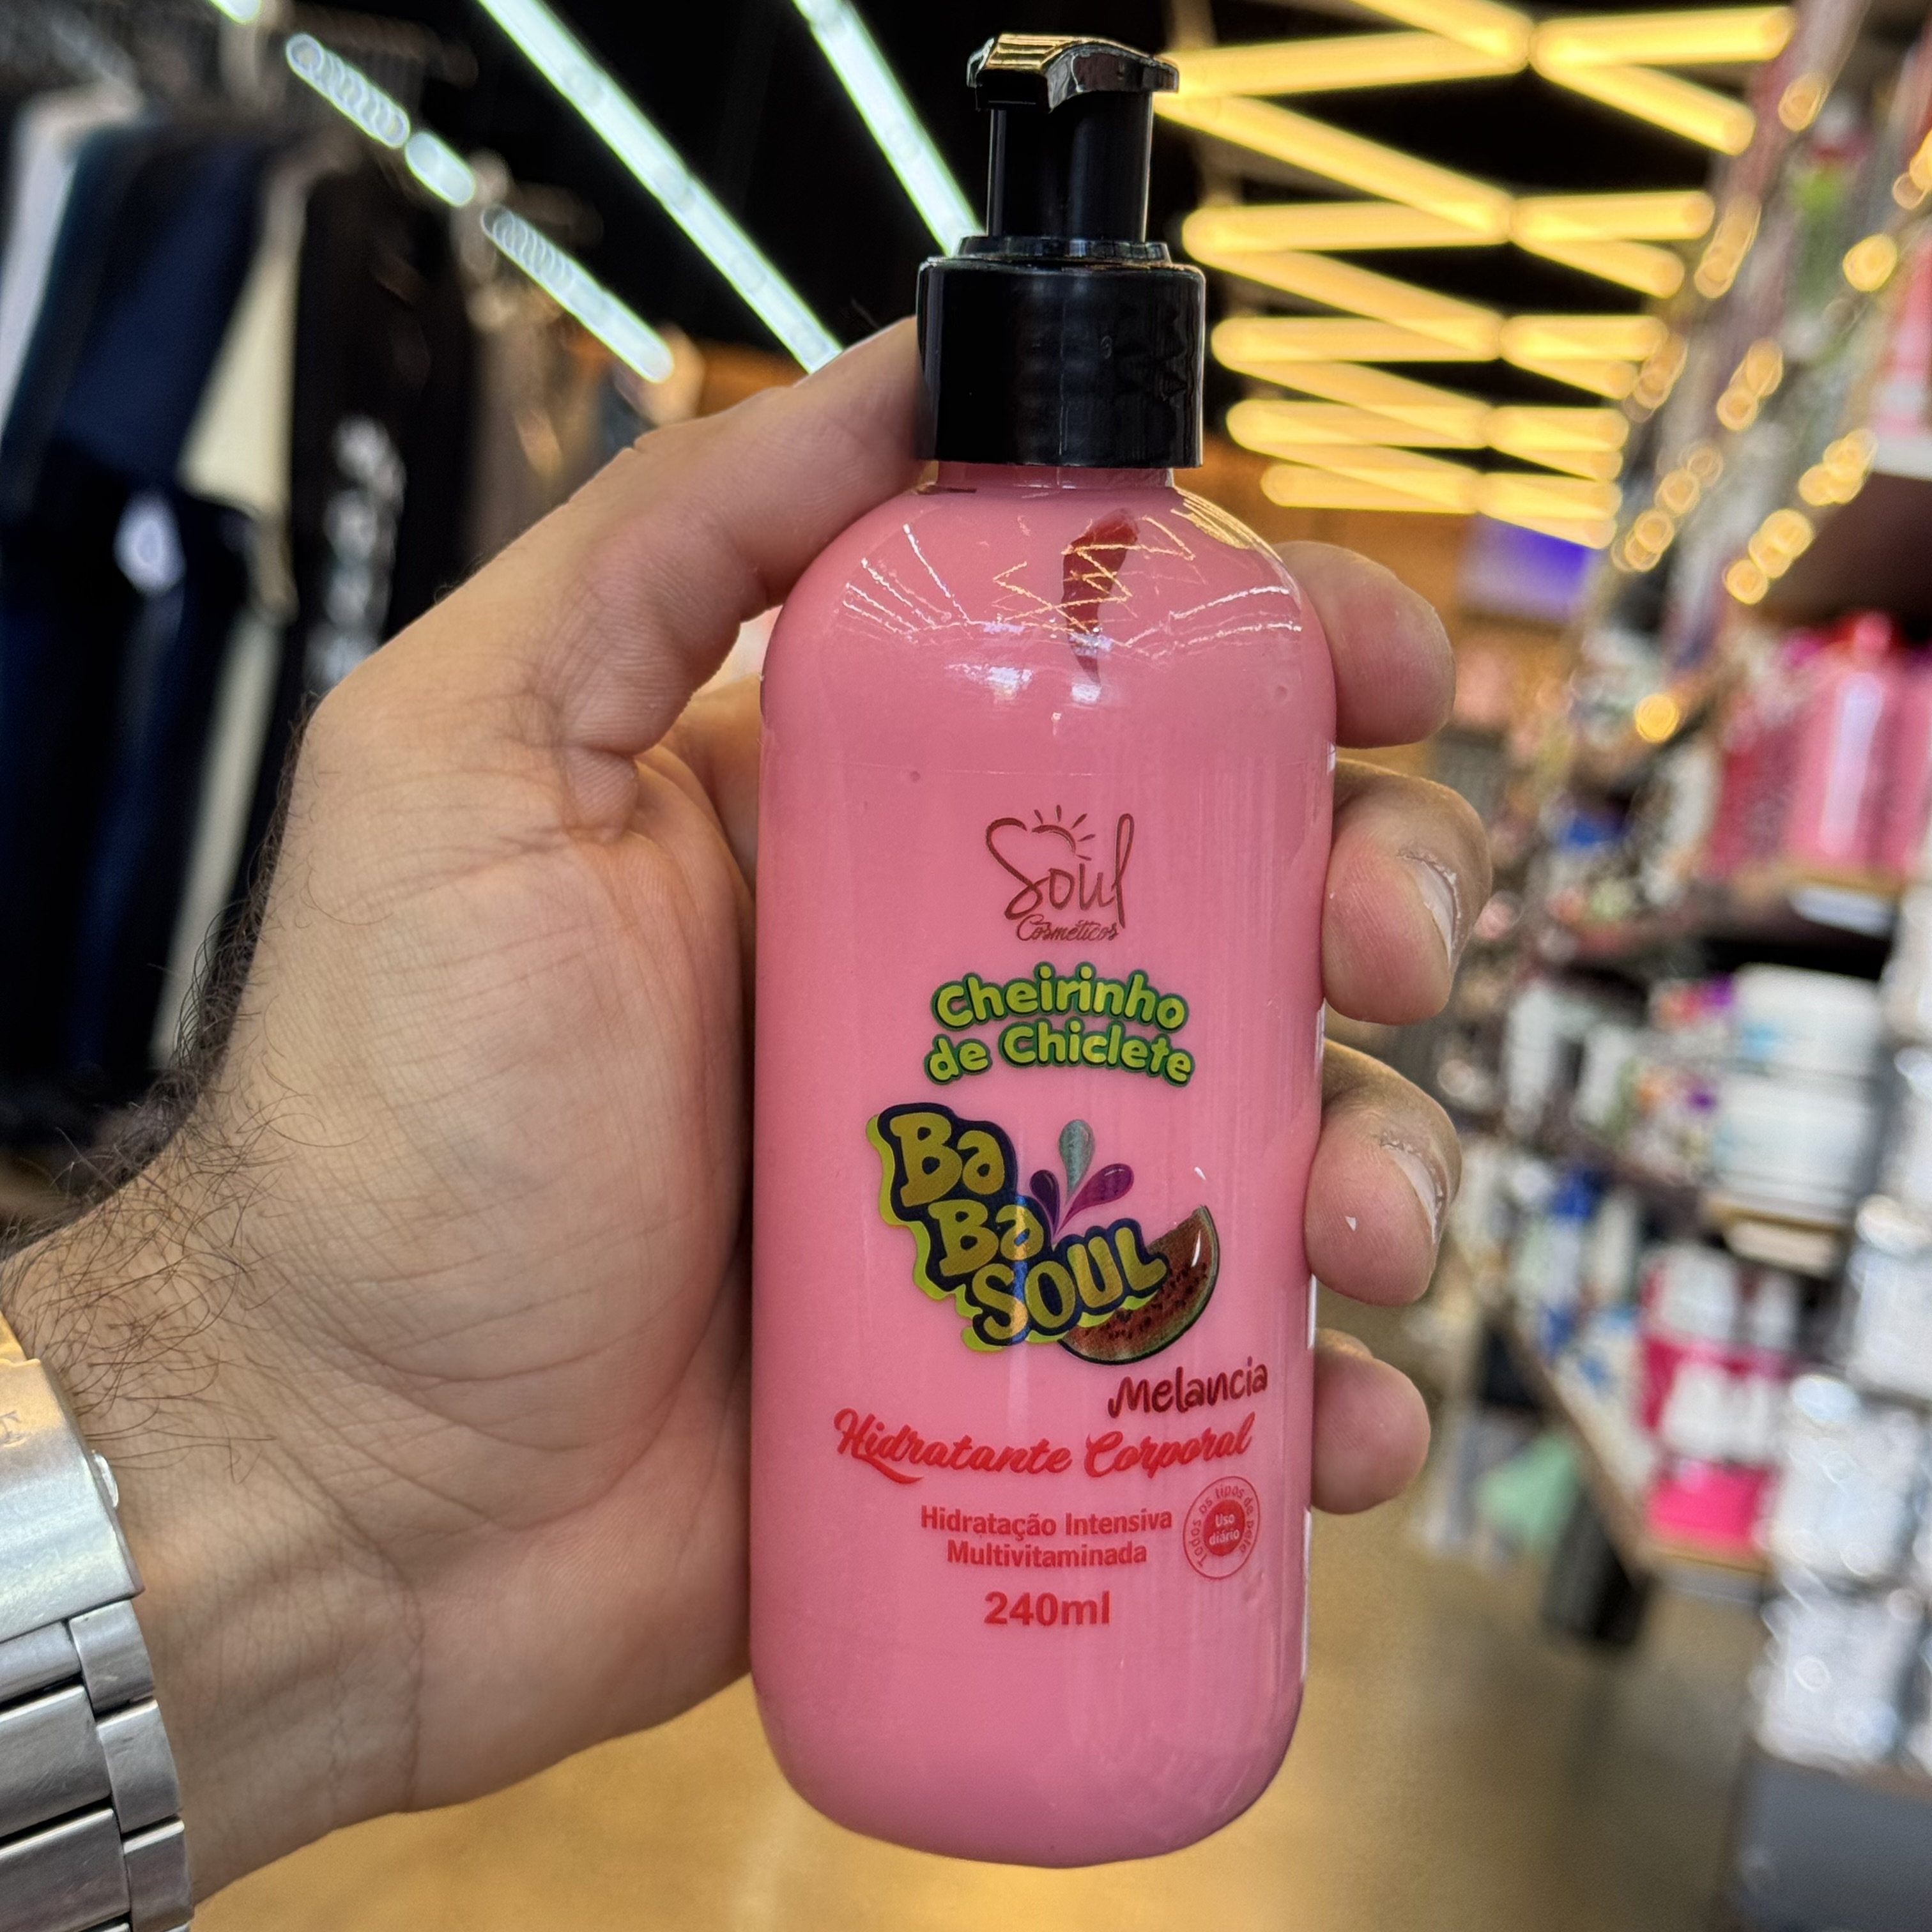 Soul
Cosméticos
Cheirinho
de Chiclete
Ba
Ba
SOUL
Melancia
Hidratante Corporal
Hidratação Intensiva
Multivitaminada
Todos os tipos de pele
Uso
diário
240ml